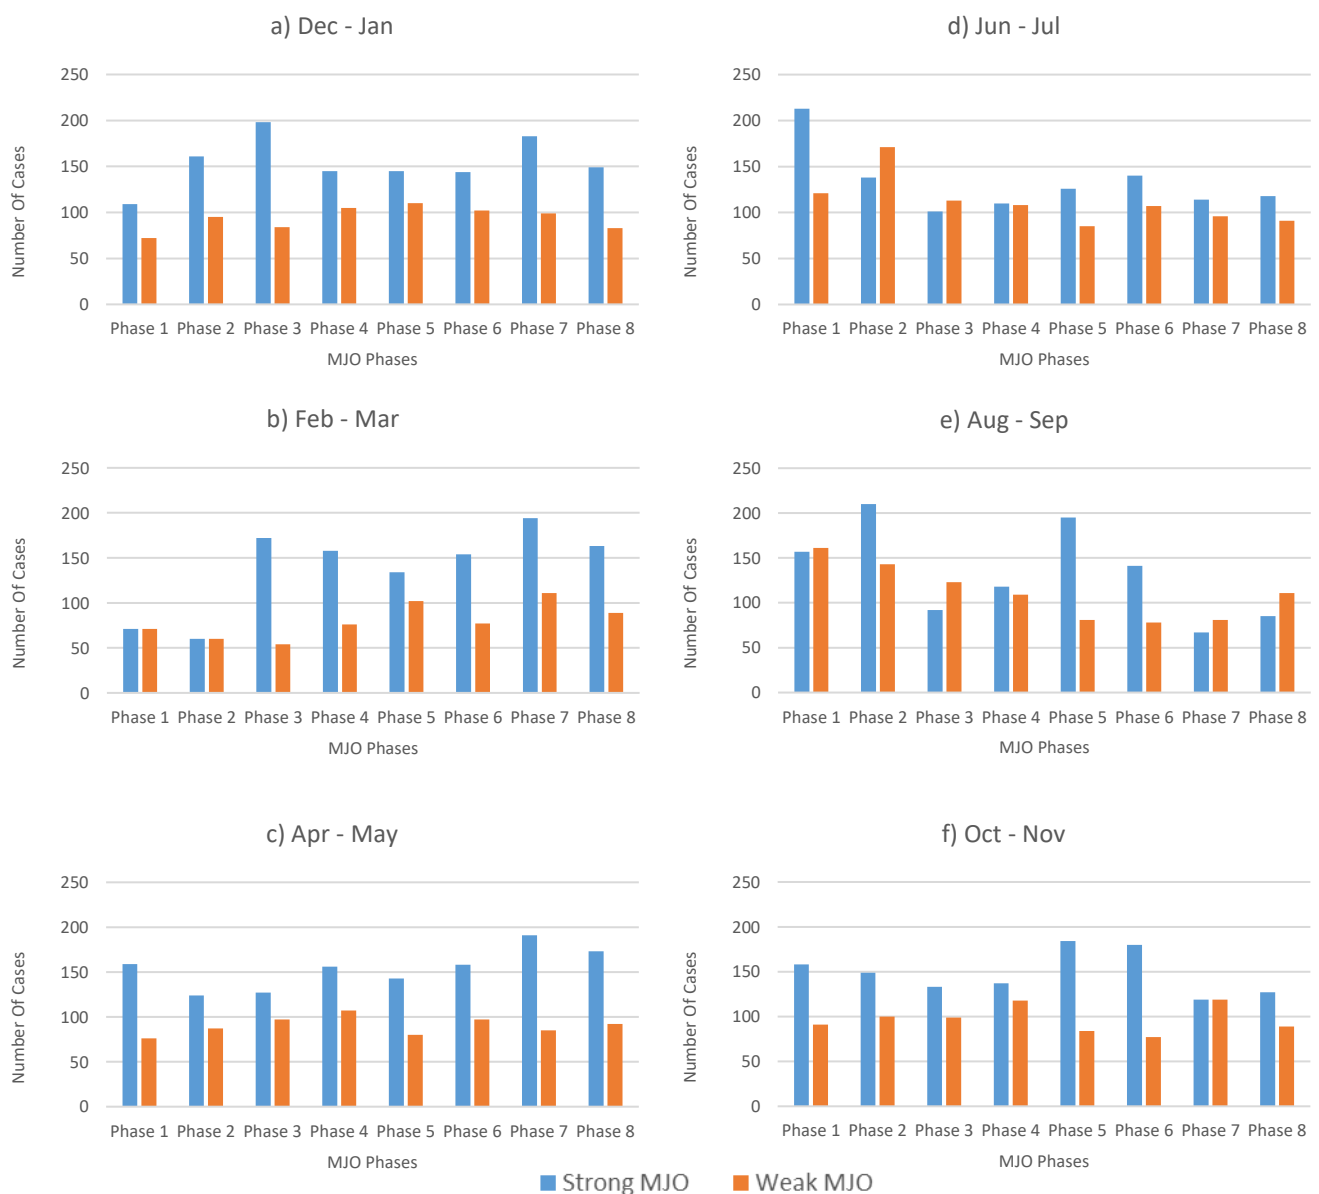 a) Dec - Jan
Number Of Cases
250
200
150
100
50
0
Phase 1 Phase 2 Phase 3 Phase 4 Phase 5 Phase 6 Phase 7 Phase 8
MJO Phases
d) Jun - Jul
Number Of Cases
250
200
150
100
50
0
Phase 1 Phase 2 Phase 3 Phase 4 Phase 5 Phase 6 Phase 7 Phase 8
MJO Phases
b) Feb - Mar
Number Of Cases
250
200
150
100
50
0
Phase 1 Phase 2 Phase 3 Phase 4 Phase 5 Phase 6 Phase 7 Phase 8
MJO Phases
e) Aug - Sep
Number Of Cases
250
200
150
100
50
0
Phase 1 Phase 2 Phase 3 Phase 4 Phase 5 Phase 6 Phase 7 Phase 8
MJO Phases
c) Apr - May
Number Of Cases
250
200
150
100
50
0
Phase 1 Phase 2 Phase 3 Phase 4 Phase 5 Phase 6 Phase 7 Phase 8
MJO Phases
f) Oct - Nov
Number Of Cases
250
200
150
100
50
0
Phase 1 Phase 2 Phase 3 Phase 4 Phase 5 Phase 6 Phase 7 Phase 8
MJO Phases
Strong MJO Weak MJO